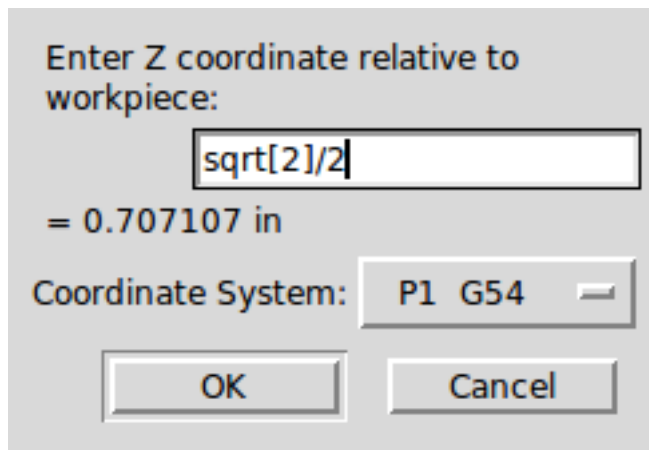 Enter Z coordinate relative to
workpiece:
sqrt[2]/2
= 0.707107 in
Coordinate System: P1 G54
OK Cancel